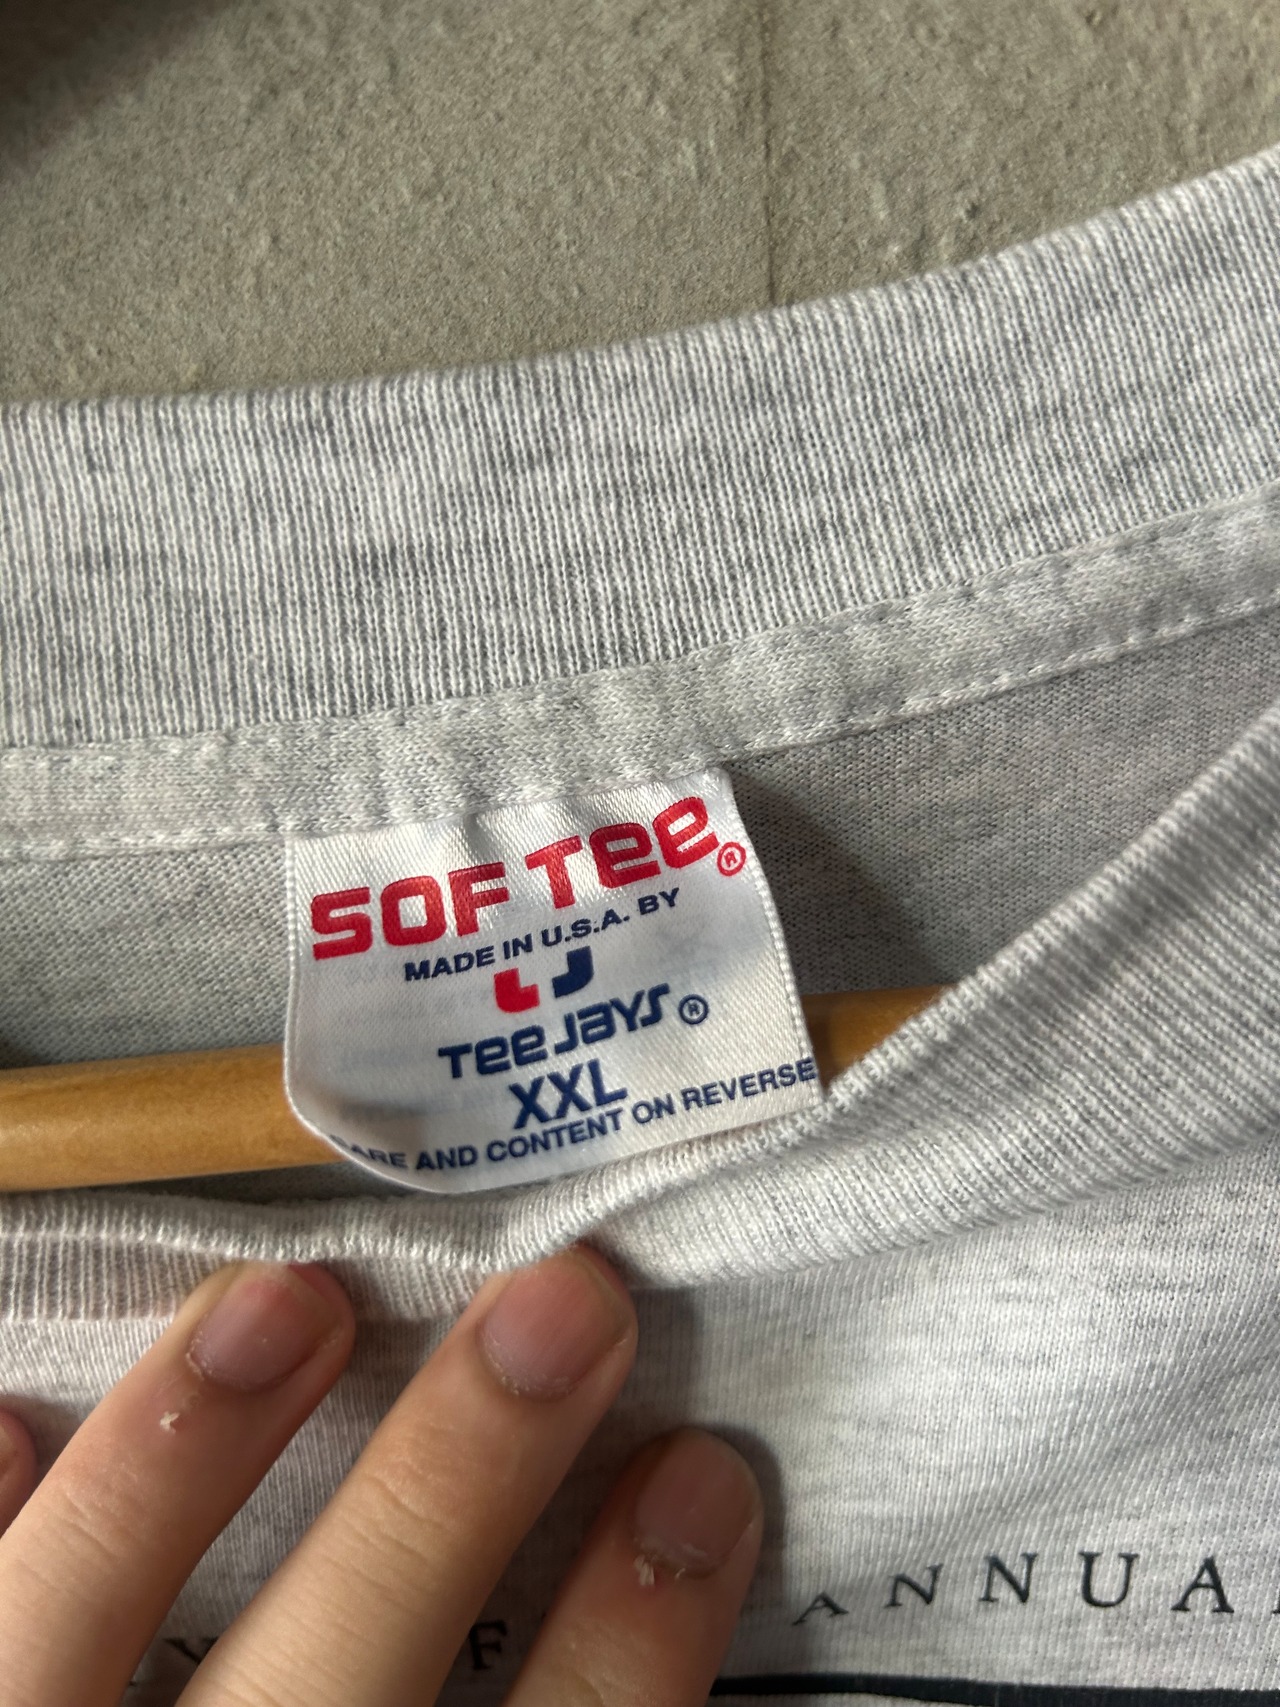 SOF TEE®
MADE IN U.S.A. BY
TEE JAYS®
XXL
CARE AND CONTENT ON REVERSE
ANNUA